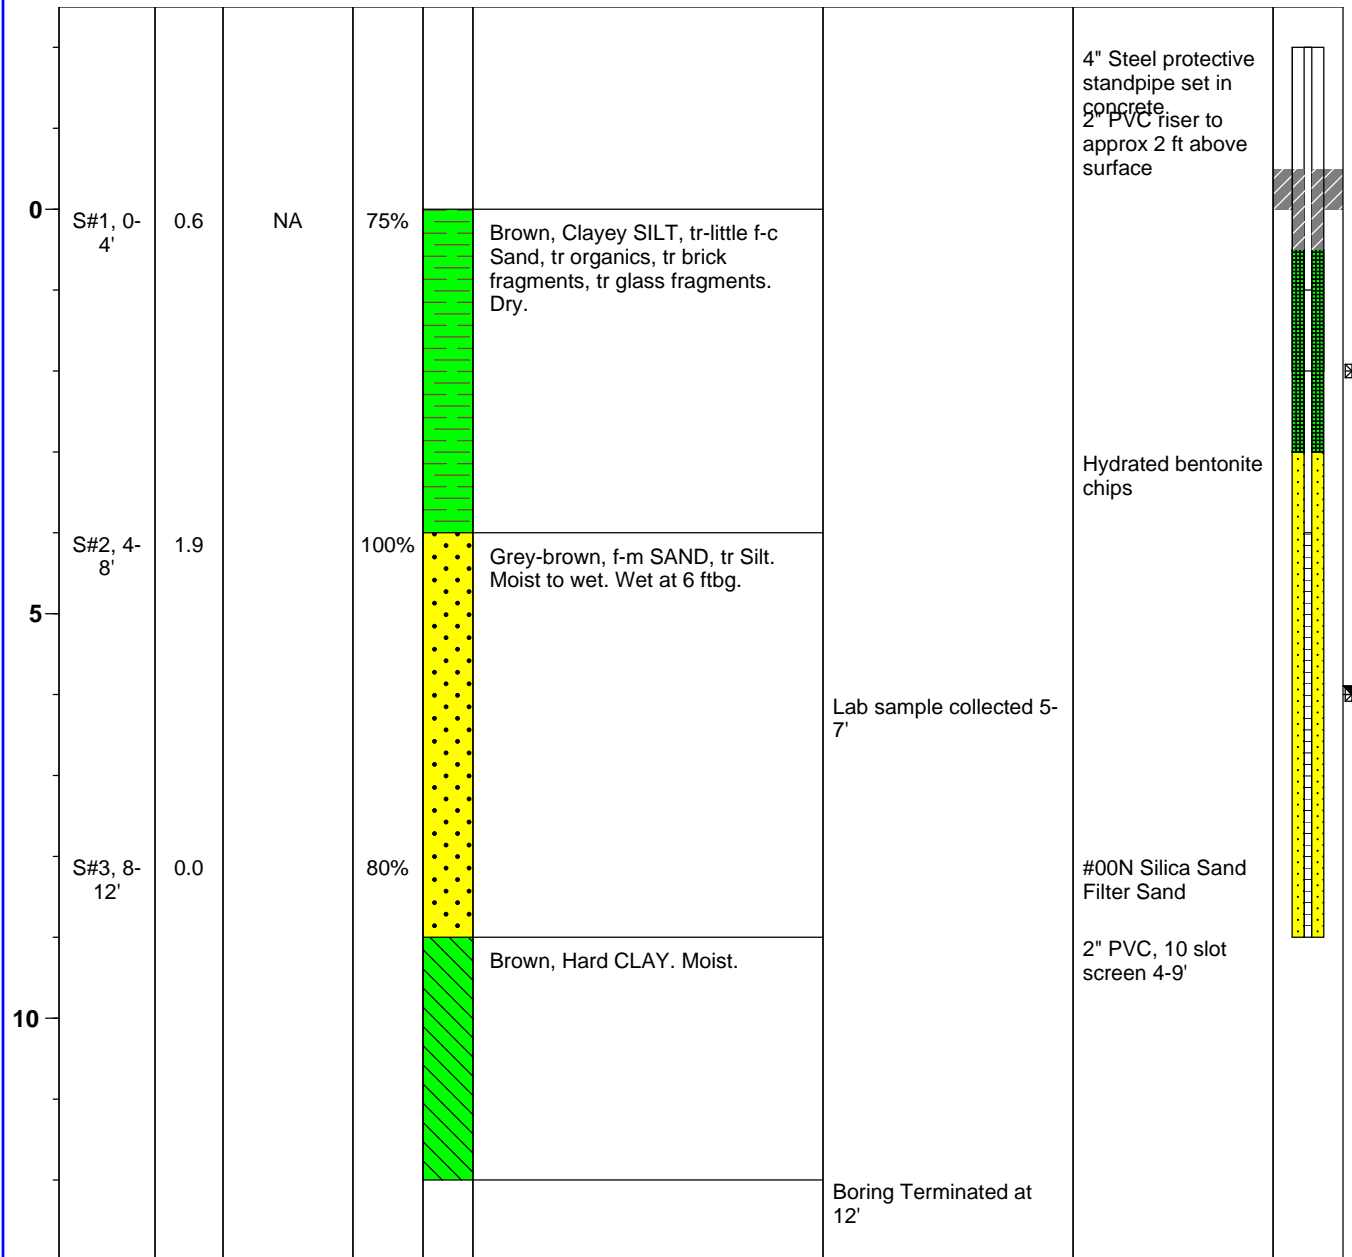 4" Steel protective
standpipe set in
concrete
2" PVC riser to
approx 2 ft above
surface
0
S#1, 0-
4'
0.6
NA
75%
Brown, Clayey SILT, tr-little f-c
Sand, tr organics, tr brick
fragments, tr glass fragments.
Dry.
Hydrated bentonite
chips
S#2, 4-
8'
1.9
100%
Grey-brown, f-m SAND, tr Silt.
Moist to wet. Wet at 6 ftbg.
5
Lab sample collected 5-
7'
S#3, 8-
12'
0.0
80%
#00N Silica Sand
Filter Sand
Brown, Hard CLAY. Moist.
2" PVC, 10 slot
screen 4-9'
10
Boring Terminated at
12'